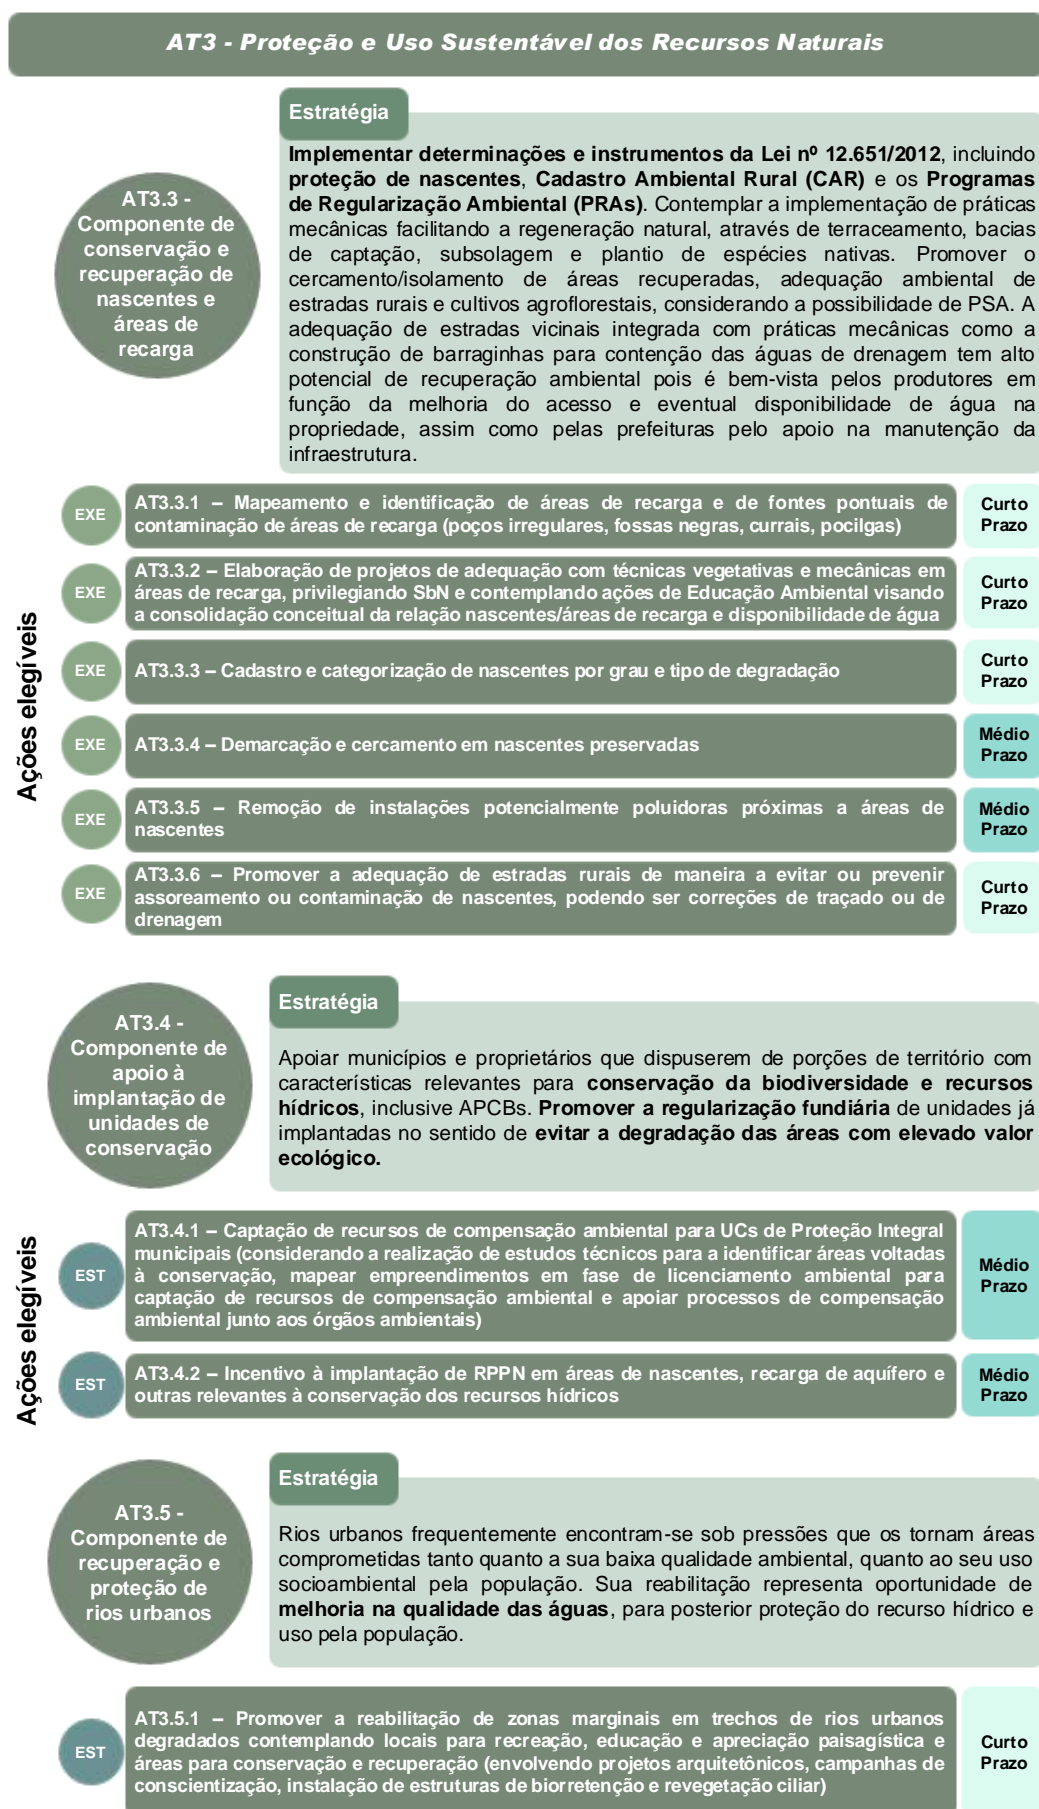 AT3 - Proteção e Uso Sustentável dos Recursos Naturais
AT3.3 -
Componente de
conservação e
recuperação de
nascentes e
áreas de
recarga
Estratégia
Implementar determinações e instrumentos da Lei nº 12.651/2012, incluindo
proteção de nascentes, Cadastro Ambiental Rural (CAR) e os Programas
de Regularização Ambiental (PRAs). Contemplar a implementação de práticas
mecânicas facilitando a regeneração natural, através de terraceamento, bacias
de captação, subsolagem e plantio de espécies nativas. Promover o
cercamento/isolamento de áreas recuperadas, adequação ambiental de
estradas rurais e cultivos agroflorestais, considerando a possibilidade de PSA. A
adequação de estradas vicinais integrada com práticas mecânicas como a
construção de barraginhas para contenção das águas de drenagem tem alto
potencial de recuperação ambiental pois é bem-vista pelos produtores em
função da melhoria do acesso e eventual disponibilidade de água na
propriedade, assim como pelas prefeituras pelo apoio na manutenção da
infraestrutura.
Ações elegíveis
EXE
AT3.3.1 – Mapeamento e identificação de áreas de recarga e de fontes pontuais de
contaminação de áreas de recarga (poços irregulares, fossas negras, currais, pocilgas)
Curto
Prazo
EXE
AT3.3.2 – Elaboração de projetos de adequação com técnicas vegetativas e mecânicas em
áreas de recarga, privilegiando SbN e contemplando ações de Educação Ambiental visando
a consolidação conceitual da relação nascentes/áreas de recarga e disponibilidade de água
Curto
Prazo
EXE
AT3.3.3 – Cadastro e categorização de nascentes por grau e tipo de degradação
Curto
Prazo
EXE
AT3.3.4 – Demarcação e cercamento em nascentes preservadas
Médio
Prazo
EXE
AT3.3.5 – Remoção de instalações potencialmente poluidoras próximas a áreas de
nascentes
Médio
Prazo
EXE
AT3.3.6 – Promover a adequação de estradas rurais de maneira a evitar ou prevenir
assoreamento ou contaminação de nascentes, podendo ser correções de traçado ou de
drenagem
Curto
Prazo
AT3.4 -
Componente de
apoio à
implantação de
unidades de
conservação
Estratégia
Apoiar municípios e proprietários que dispuserem de porções de território com
características relevantes para conservação da biodiversidade e recursos
hídricos, inclusive APCBs. Promover a regularização fundiária de unidades já
implantadas no sentido de evitar a degradação das áreas com elevado valor
ecológico.
Ações elegíveis
EST
AT3.4.1 – Captação de recursos de compensação ambiental para UCs de Proteção Integral
municipais (considerando a realização de estudos técnicos para a identificar áreas voltadas
à conservação, mapear empreendimentos em fase de licenciamento ambiental para
captação de recursos de compensação ambiental e apoiar processos de compensação
ambiental junto aos órgãos ambientais)
Médio
Prazo
EST
AT3.4.2 – Incentivo à implantação de RPPN em áreas de nascentes, recarga de aquífero e
outras relevantes à conservação dos recursos hídricos
Médio
Prazo
AT3.5 -
Componente de
recuperação e
proteção de
rios urbanos
Estratégia
Rios urbanos frequentemente encontram-se sob pressões que os tornam áreas
comprometidas tanto quanto a sua baixa qualidade ambiental, quanto ao seu uso
socioambiental pela população. Sua reabilitação representa oportunidade de
melhoria na qualidade das águas, para posterior proteção do recurso hídrico e
uso pela população.
EST
AT3.5.1 – Promover a reabilitação de zonas marginais em trechos de rios urbanos
degradados contemplando locais para recreação, educação e apreciação paisagística e
áreas para conservação e recuperação (envolvendo projetos arquitetônicos, campanhas de
conscientização, instalação de estruturas de biorretenção e revegetação ciliar)
Curto
Prazo